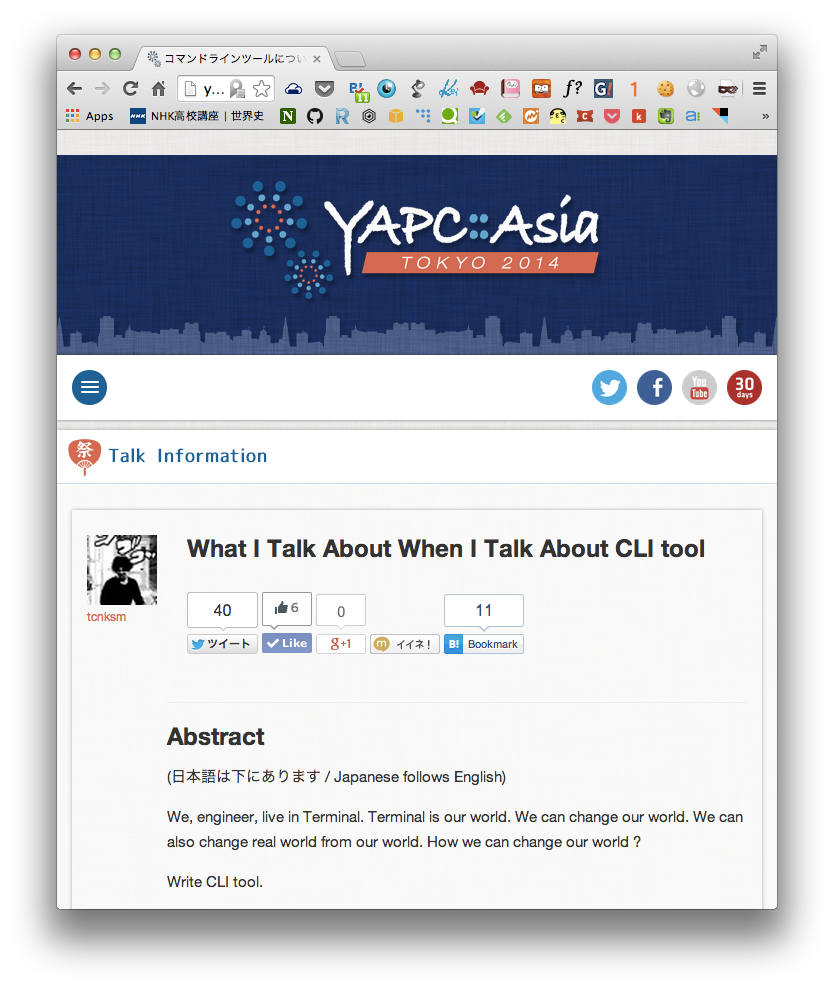 コマンドラインツールについ
y...
B!
11
f?
G!
1
Apps
NHK
NHK高校講座 | 世界史
N
R
C
k
a
»
YAPC::Asia
TOKYO 2014
You
Tube
30
days
祭
Talk Information
What I Talk About When I Talk About CLI tool
tcnksm
40
6
0
11
ツイート
Like
g+1
m イイネ！
B! Bookmark
Abstract
(日本語は下にあります / Japanese follows English)
We, engineer, live in Terminal. Terminal is our world. We can change our world. We can
also change real world from our world. How we can change our world ?
Write CLI tool.